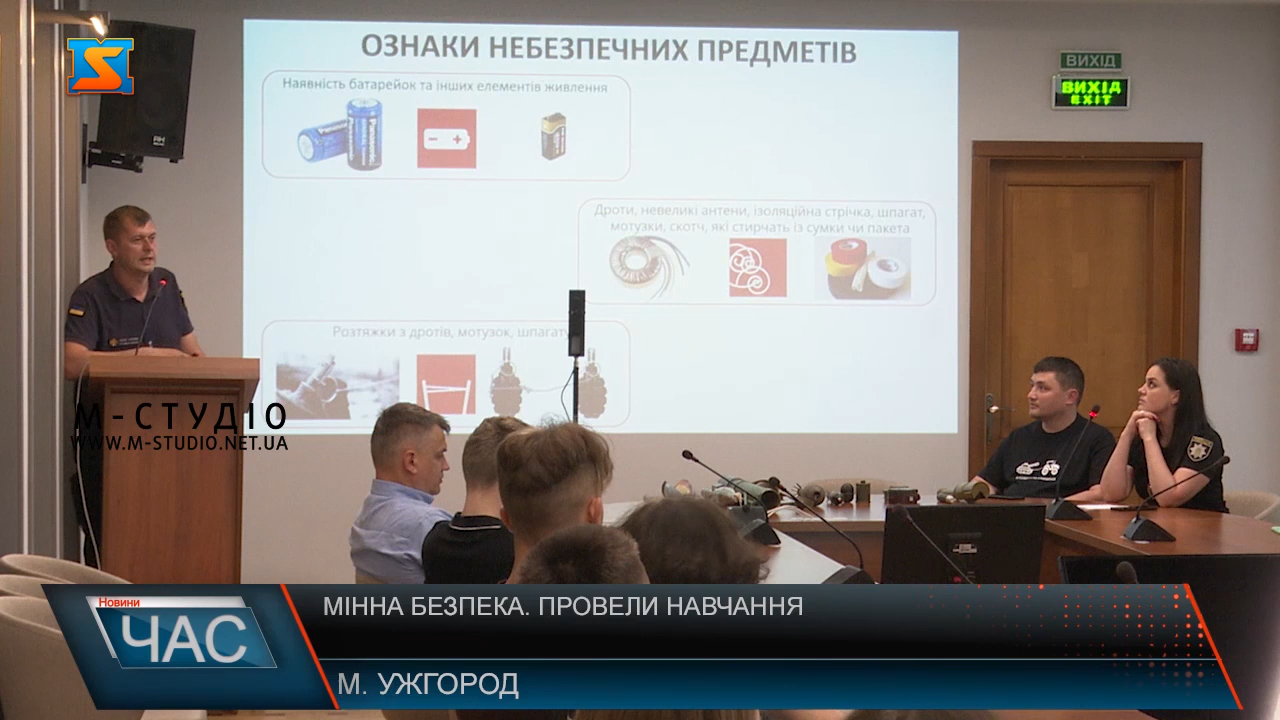 ОЗНАКИ НЕБЕЗПЕЧНИХ ПРЕДМЕТІВ
Наявність батарейок та інших елементів живлення
Panasonic
Дроти, невеликі антени, ізоляційна стрічка, шпагат,
мотузки, скотч, які стирчать із сумки чи пакета
Розтяжки з дротів, мотузок, шпагату
ВИХІД
ВИХІД
EXIT
М-СТУДІО
WWW.M-STUDIO.NET.UA
Новини
ЧАС
МІННА БЕЗПЕКА. ПРОВЕЛИ НАВЧАННЯ
М. УЖГОРОД